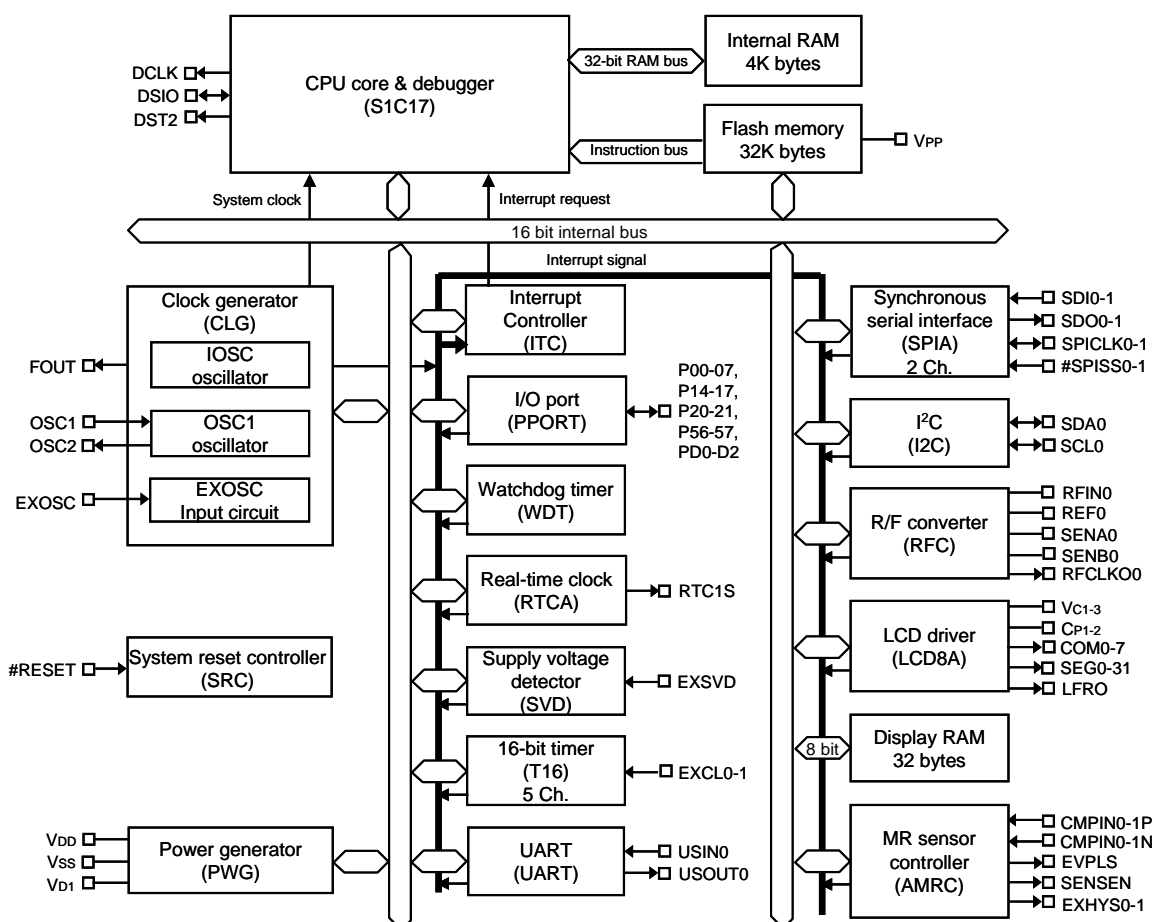 CPU core & debugger
(S1C17)
DCLK
DSIO
DST2
32-bit RAM bus
Internal RAM
4K bytes
Instruction bus
Flash memory
32K bytes
VPP
System clock
Interrupt request
16 bit internal bus
Interrupt signal
Clock generator
(CLG)
IOSC
oscillator
OSC1
oscillator
EXOSC
Input circuit
FOUT
OSC1
OSC2
EXOSC
#RESET
System reset controller
(SRC)
VDD
VSS
VD1
Power generator
(PWG)
Interrupt
Controller
(ITC)
I/O port
(PPORT)
P00-07,
P14-17,
P20-21,
P56-57,
PD0-D2
Watchdog timer
(WDT)
Real-time clock
(RTCA)
RTC1S
Supply voltage
detector
(SVD)
EXSVD
16-bit timer
(T16)
5 Ch.
EXCL0-1
UART
(UART)
USIN0
USOUT0
Synchronous
serial interface
(SPIA)
2 Ch.
SDI0-1
SDO0-1
SPICLK0-1
#SPISS0-1
I2C
(I2C)
SDA0
SCL0
R/F converter
(RFC)
RFIN0
REF0
SENA0
SENB0
RFCLKO0
LCD driver
(LCD8A)
VC1-3
CP1-2
COM0-7
SEG0-31
LFRO
8 bit
Display RAM
32 bytes
MR sensor
controller
(AMRC)
CMPIN0-1P
CMPIN0-1N
EVPLS
SENSEN
EXHYS0-1